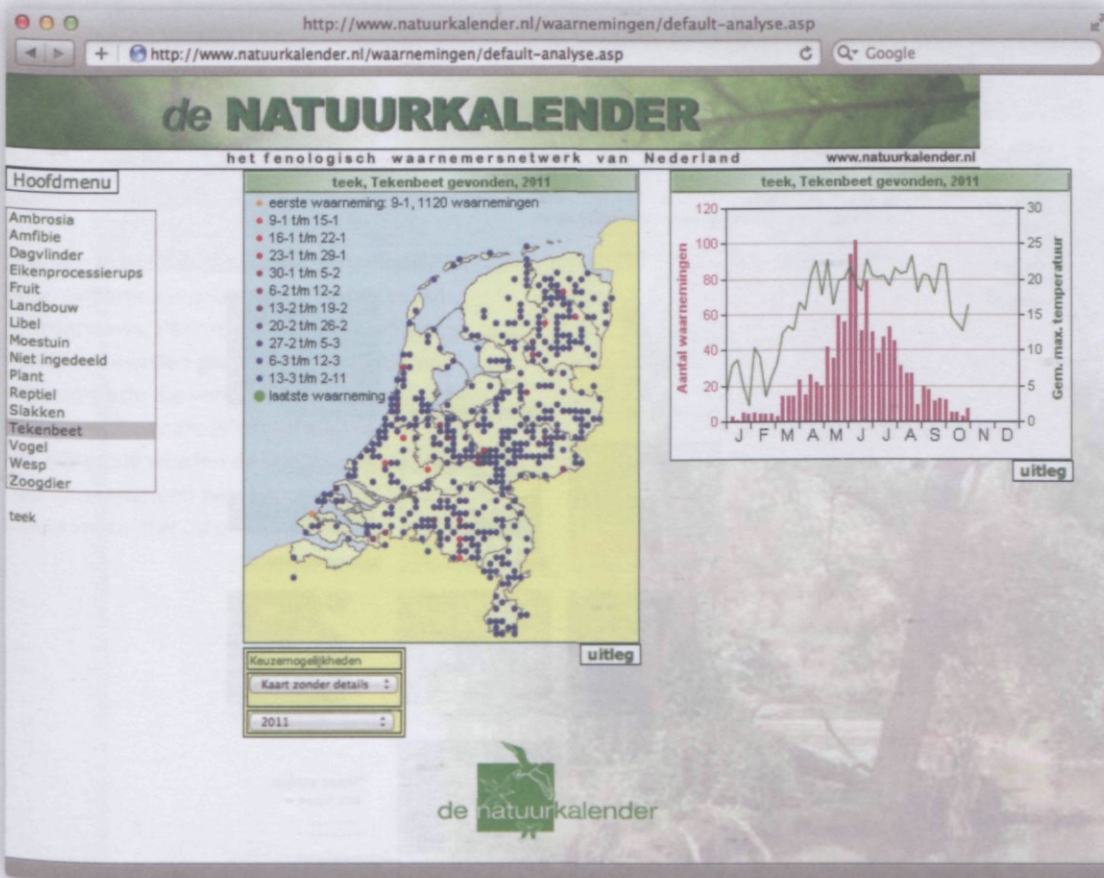 http://www.natuurkalender.nl/waarnemingen/default-analyse.asp
+ http://www.natuurkalender.nl/waarnemingen/default-analyse.asp
Google
de NATUURKALENDER
het fenologisch waarnemersnetwerk van Nederland
www.natuurkalender.nl
Hoofdmenu
Ambrosia
Amfibie
Dagvlinder
Eikenprocessierups
Fruit
Landbouw
Libel
Moestuin
Niet ingedeeld
Plant
Reptiel
Slakken
Tekenbeet
Vogel
Wesp
Zoogdier
teek
teek, Tekenbeet gevonden, 2011
eerste waarneming: 9-1, 1120 waarnemingen
9-1 t/m 15-1
16-1 t/m 22-1
23-1 t/m 29-1
30-1 t/m 5-2
6-2 t/m 12-2
13-2 t/m 19-2
20-2 t/m 26-2
27-2 t/m 5-3
6-3 t/m 12-3
13-3 t/m 2-11
laatste waarneming
uitleg
Keuzemogelijkheden
Kaart zonder details
2011
teek, Tekenbeet gevonden, 2011
Aantal waarnemingen
120
100
80
60
40
20
0
30
25
20
15
10
5
0
Gem. max. temperatuur
J F M A M J J A S O N D
uitleg
de natuurkalender